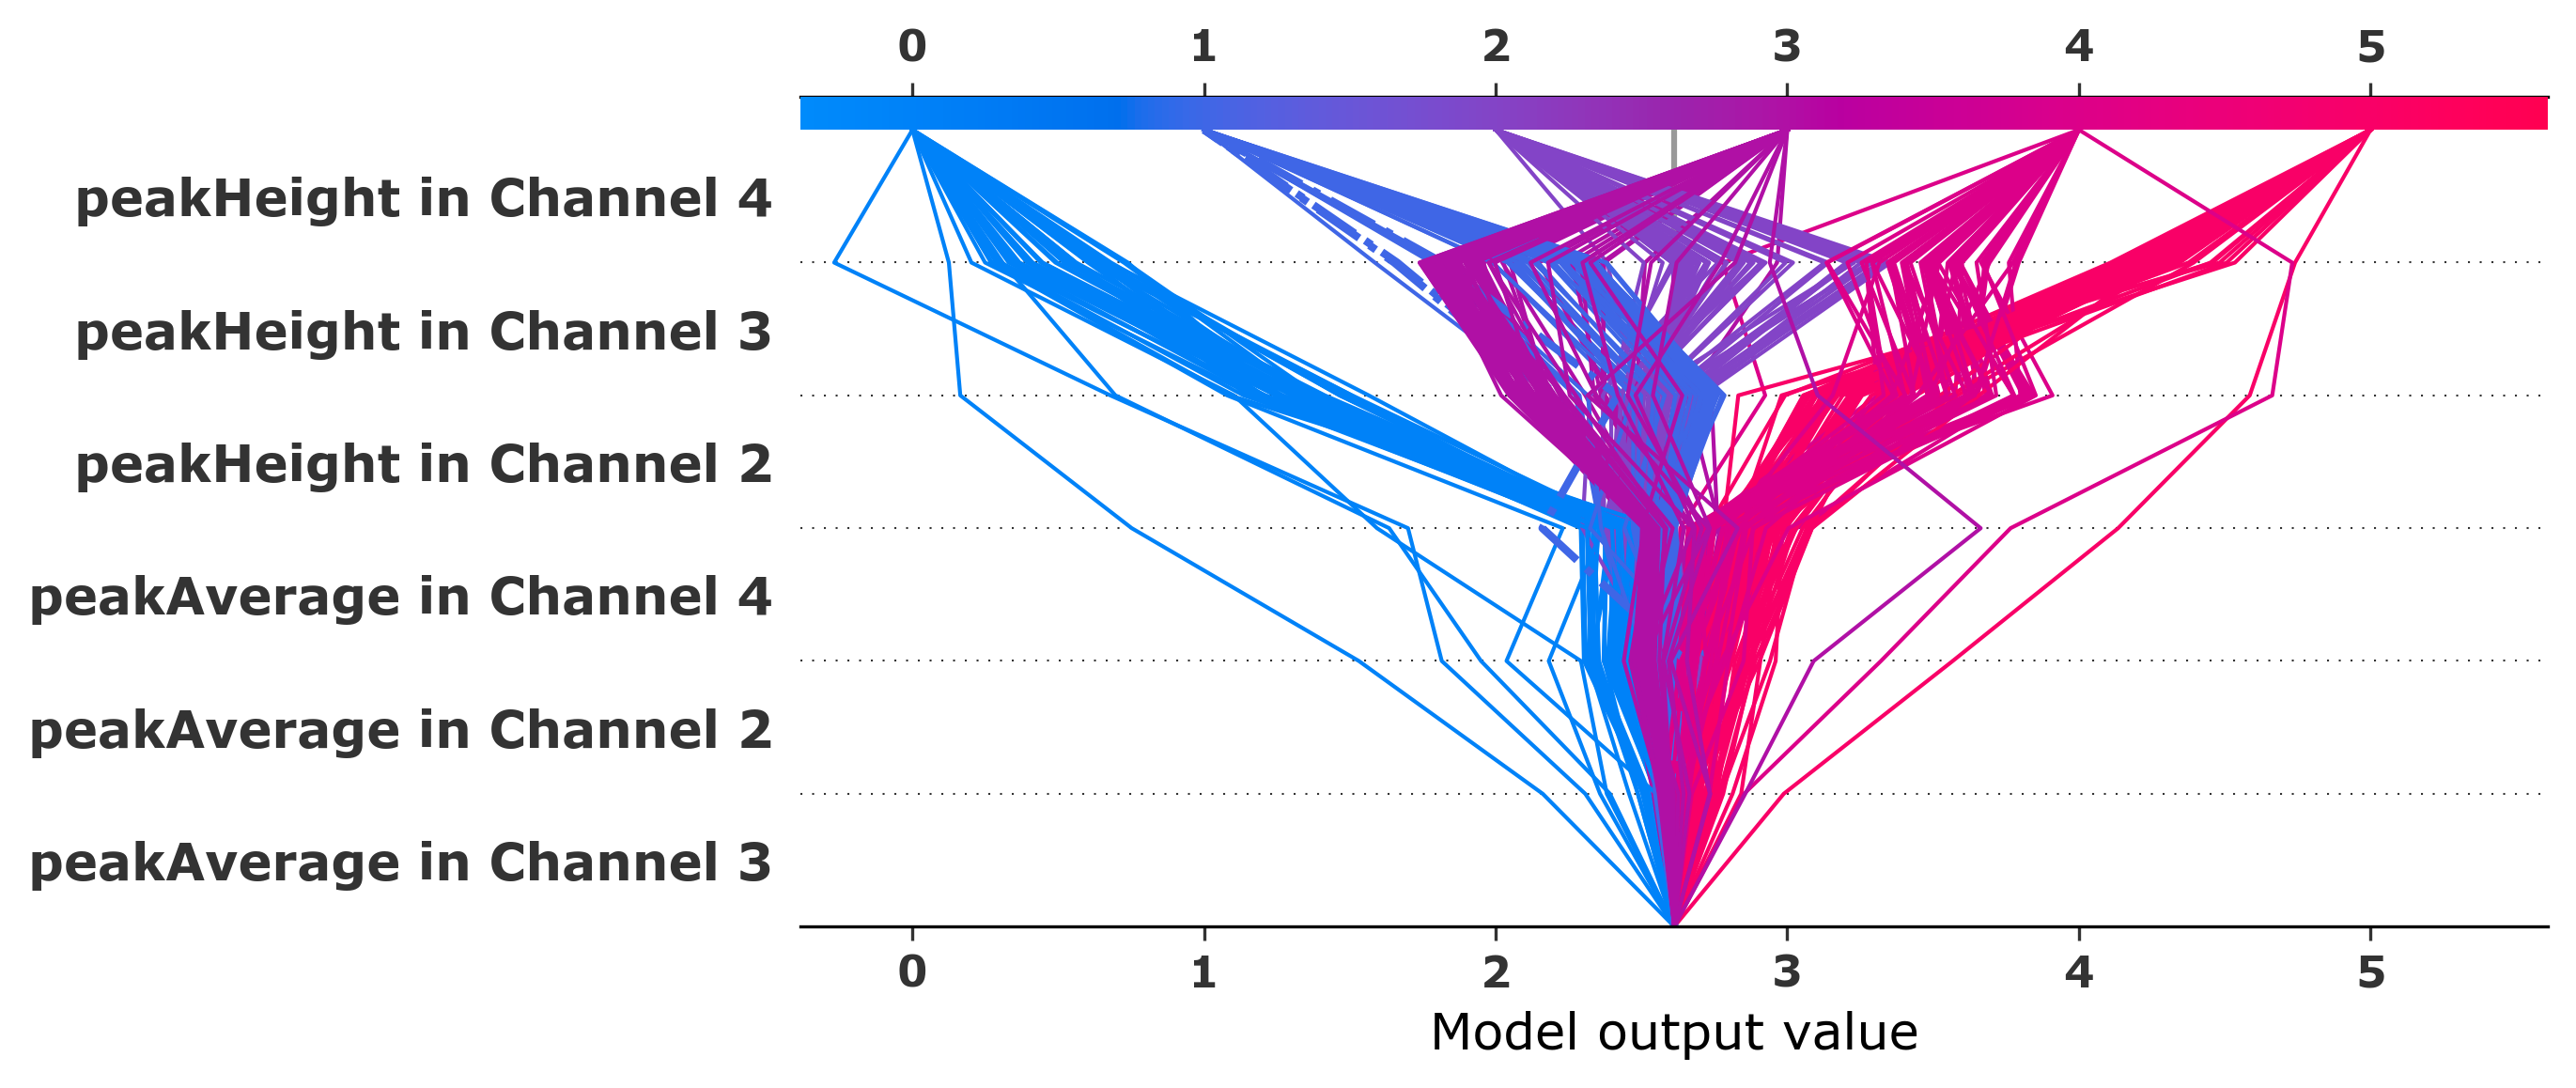 0 1 2 3 4 5
peakHeight in Channel 4
peakHeight in Channel 3
peakHeight in Channel 2
peakAverage in Channel 4
peakAverage in Channel 2
peakAverage in Channel 3
0 1 2 3 4 5
Model output value